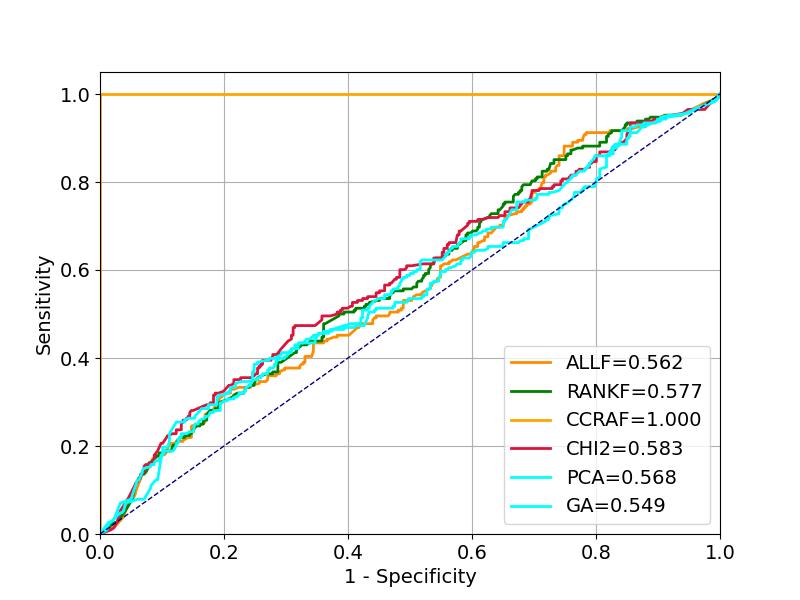 1.0
0.8
0.6
0.4
0.2
0.0
Sensitivity
ALLF=0.562
RANKF=0.577
CCRAF=1.000
CHI2=0.583
PCA=0.568
GA=0.549
0.0 0.2 0.4 0.6 0.8 1.0
1 - Specificity